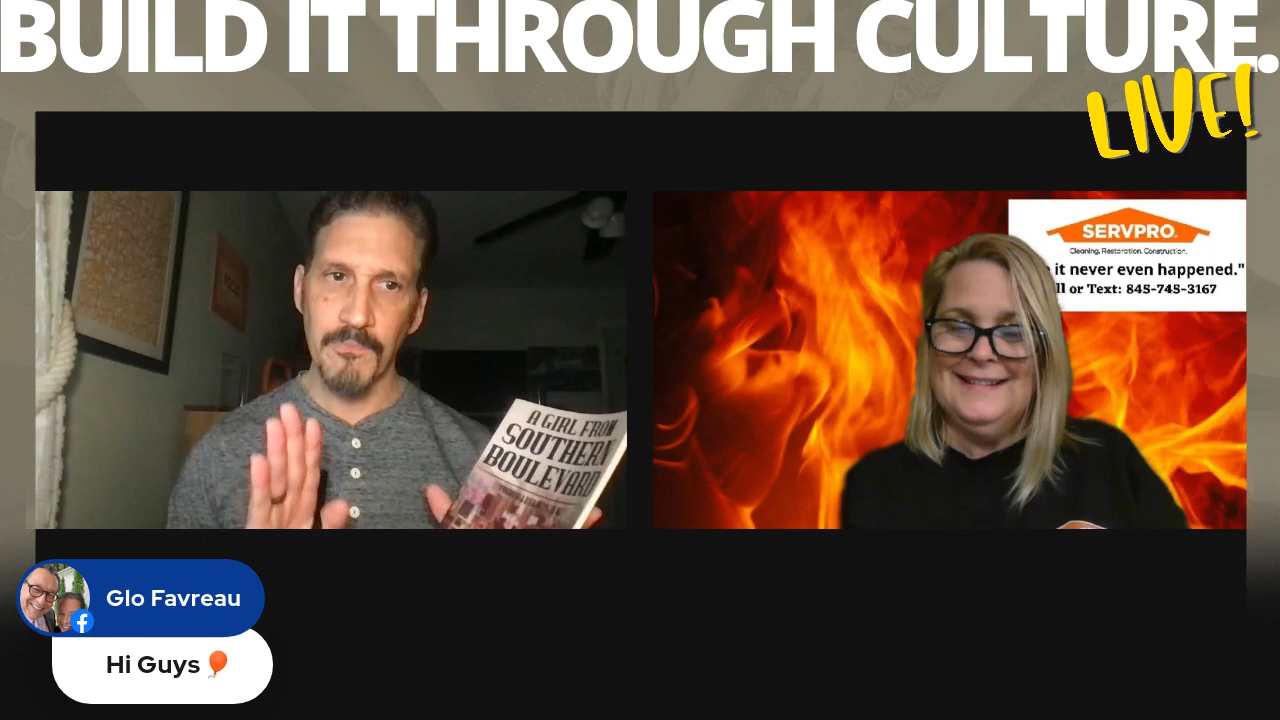 BUILD IT THROUGH CULTURE.
LIVE!
SERVPRO
Cleaning. Restoration. Construction.
it never even happened."
ll or Text: 845-745-3167
A GIRL FROM
SOUTHERN
BOULEVARD
Glo Favreau
Hi Guys 🎈